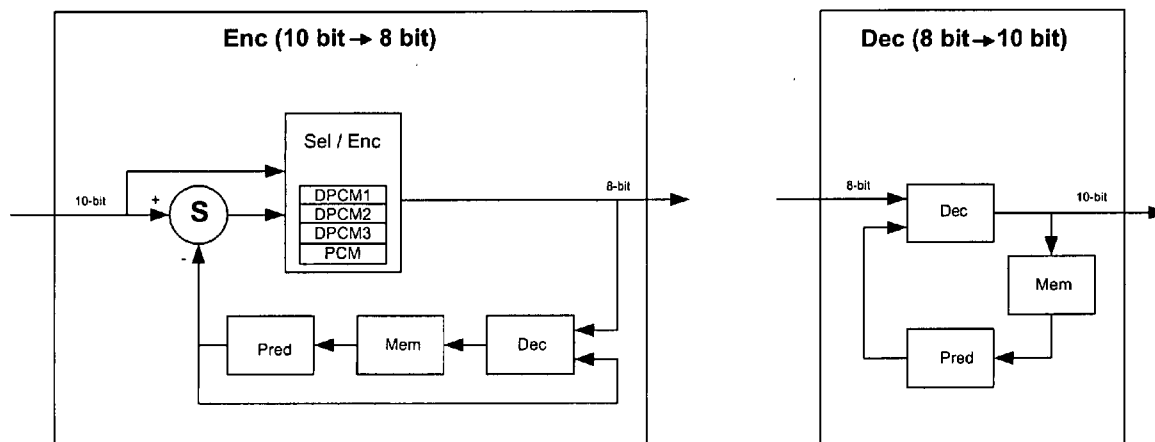 Enc (10 bit → 8 bit)
Sel / Enc
10-bit
+
S
-
DPCM1
DPCM2
DPCM3
PCM
8-bit
Pred
Mem
Dec
Dec (8 bit → 10 bit)
8-bit
Dec
10-bit
Mem
Pred